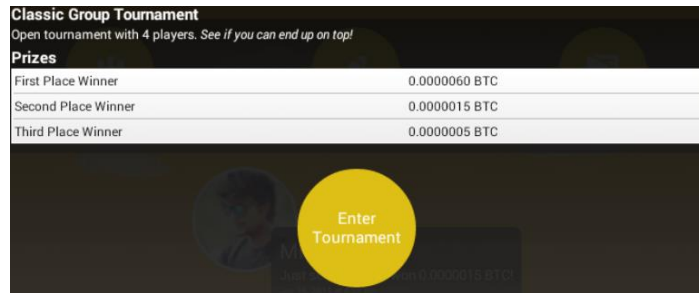 Classic Group Tournament
Open tournament with 4 players. See if you can end up on top!
Prizes
First Place Winner 0.0000060 BTC
Second Place Winner 0.0000015 BTC
Third Place Winner 0.0000005 BTC
Enter
Tournament